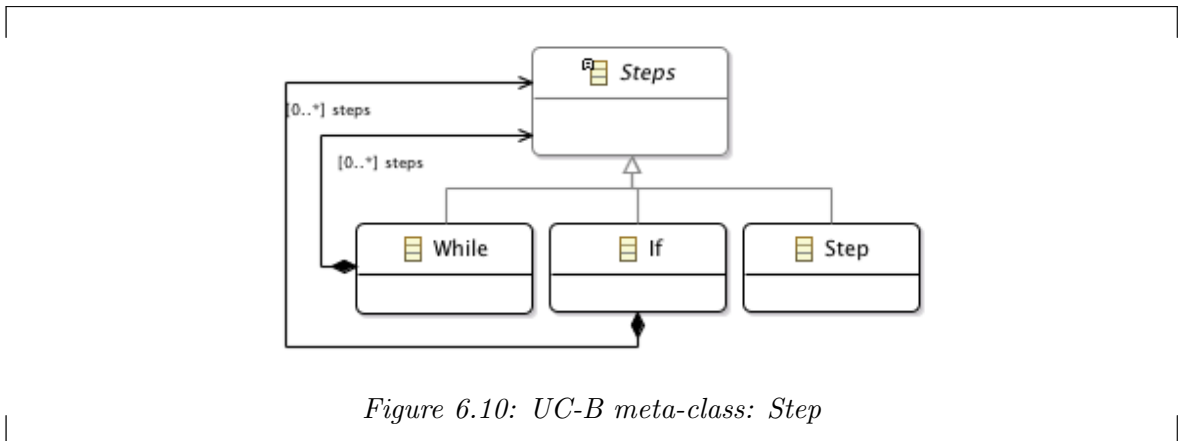 Steps
[0..*] steps
[0..*] steps
While
If
Step
Figure 6.10: UC-B meta-class: Step